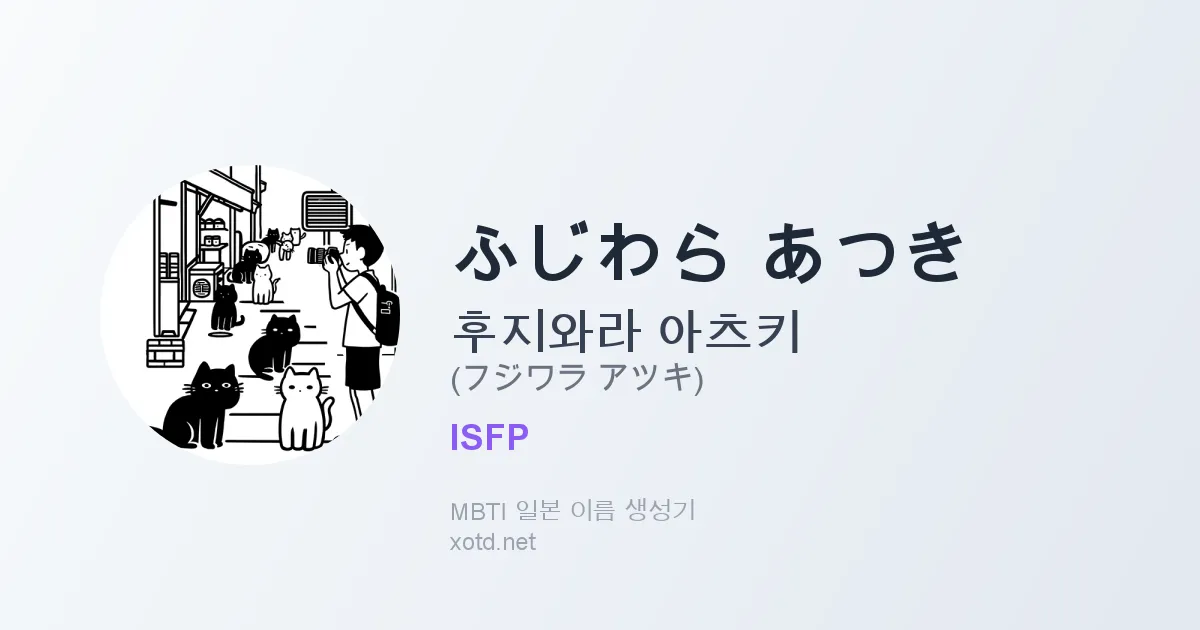 ふじわら あつき
후지와라 아츠키
(フジワラ アツキ)
ISFP
MBTI 일본 이름 생성기
xotd.net